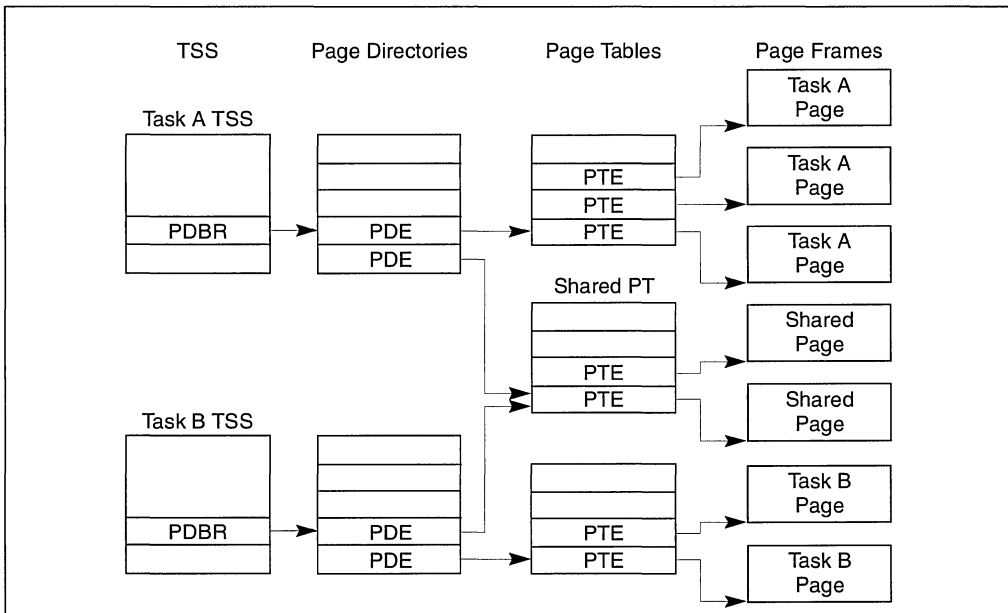 TSS
Page Directories
Page Tables
Page Frames
Task A TSS
PDBR
PDE
PDE
PTE
PTE
PTE
Task A
Page
Task A
Page
Task A
Page
Shared PT
PTE
PTE
Shared
Page
Shared
Page
Task B TSS
PDBR
PDE
PDE
PTE
PTE
Task B
Page
Task B
Page